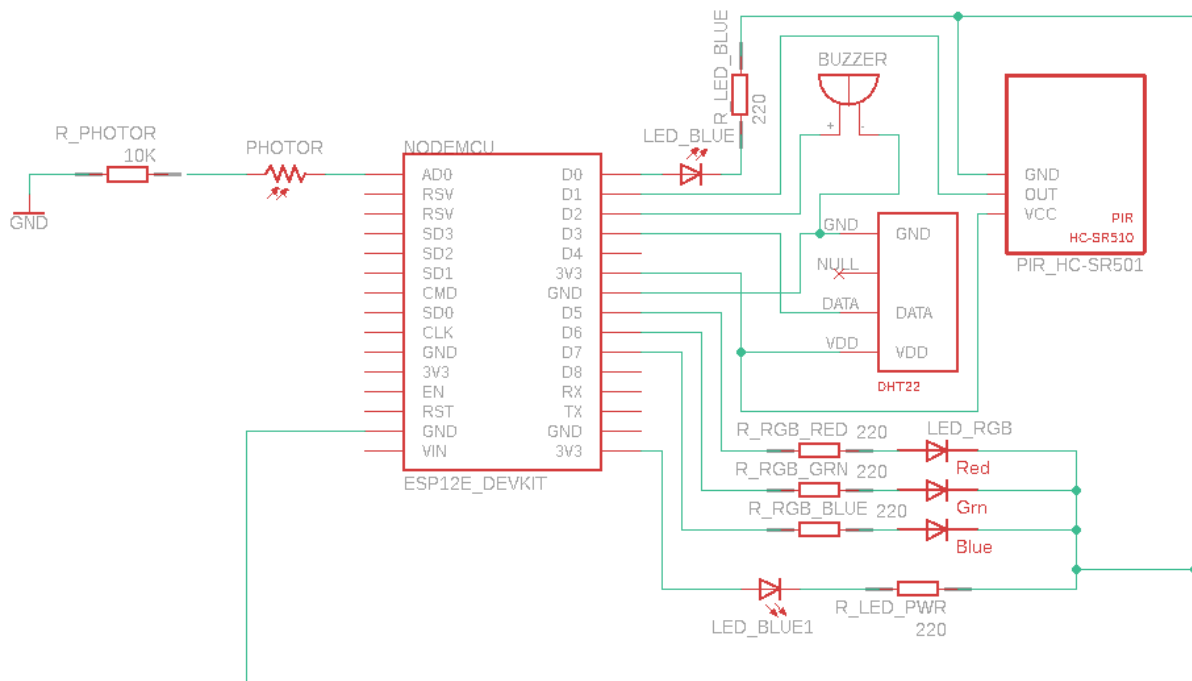 R_LED_BLUE
220
BUZZER
+
-
LED_BLUE
R_PHOTOR
10K
PHOTOR
GND
NODEMCU
AD0
RSV
RSV
SD3
SD2
SD1
CMD
SD0
CLK
GND
3V3
EN
RST
GND
VIN
D0
D1
D2
D3
D4
3V3
GND
D5
D6
D7
D8
RX
TX
GND
3V3
ESP12E_DEVKIT
GND
NULL
DATA
VDD
GND
DATA
VDD
DHT22
GND
OUT
VCC
PIR
HC-SR510
PIR_HC-SR501
R_RGB_RED 220
LED_RGB
Red
R_RGB_GRN
220
Grn
R_RGB_BLUE 220
Blue
LED_BLUE1
R_LED_PWR
220